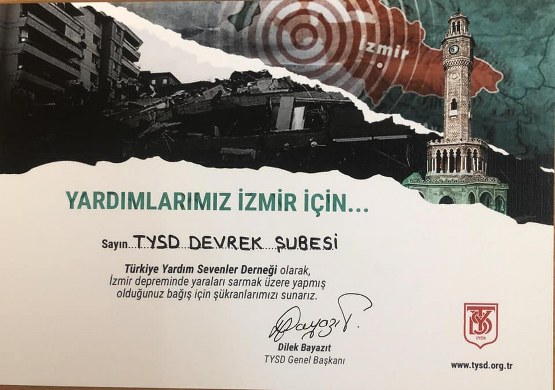 İzmir
YARDIMLARIMIZ İZMİR İÇİN...
Sayın...TYSD DEVREK ŞUBESİ
Türkiye Yardım Sevenler Derneği olarak,
İzmir depreminde yaraları sarmak üzere yapmış
olduğunuz bağış için şükranlarımızı sunarız.
Dilek Bayazıt
TYSD Genel Başkanı
www.tysd.org.tr